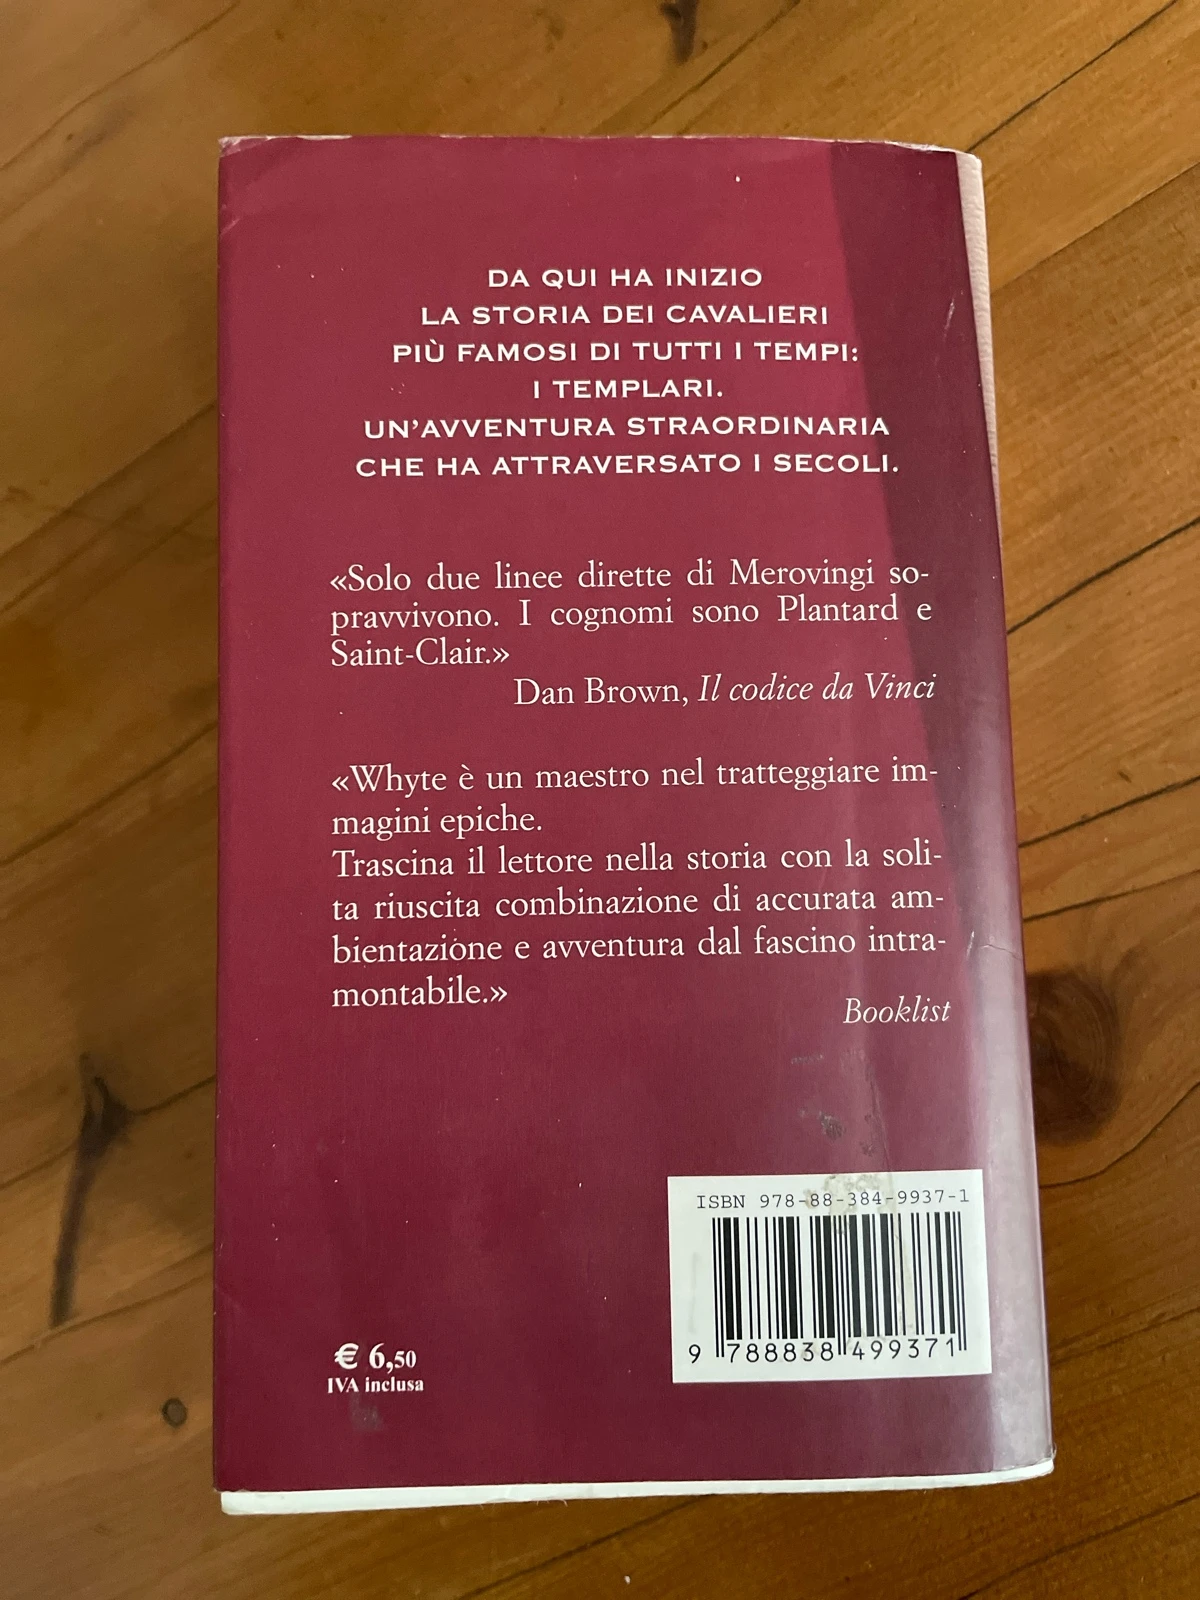 DA QUI HA INIZIO
LA STORIA DEI CAVALIERI
PIÙ FAMOSI DI TUTTI I TEMPI:
I TEMPLARI.
UN'AVVENTURA STRAORDINARIA
CHE HA ATTRAVERSATO I SECOLI.
«Solo due linee dirette di Merovingi so-
pravvivono. I cognomi sono Plantard e
Saint-Clair.»
Dan Brown, Il codice da Vinci
«Whyte è un maestro nel tratteggiare im-
magini epiche.
Trascina il lettore nella storia con la soli-
ta riuscita combinazione di accurata am-
bientazione e avventura dal fascino intra-
montabile.»
Booklist
ISBN 978-88-384-9937-1
9 788838 499371
€ 6,50
IVA inclusa